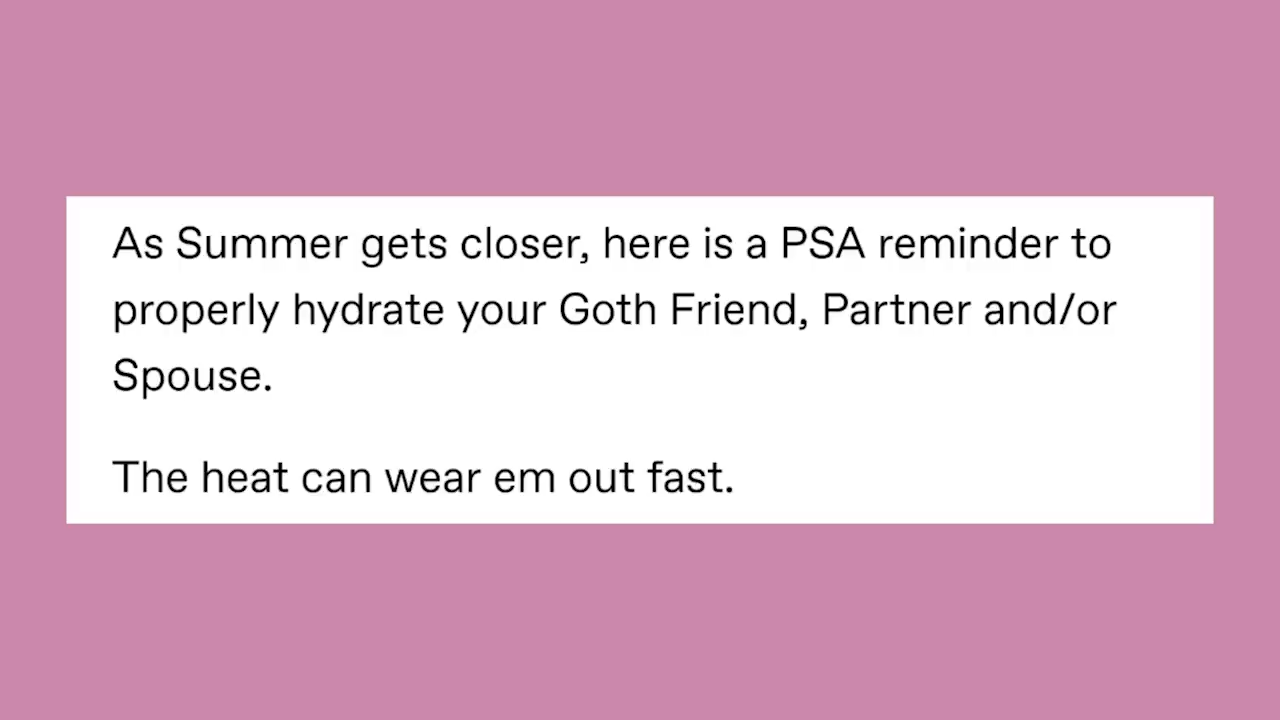 As Summer gets closer, here is a PSA reminder to
properly hydrate your Goth Friend, Partner and/or
Spouse.
The heat can wear em out fast.